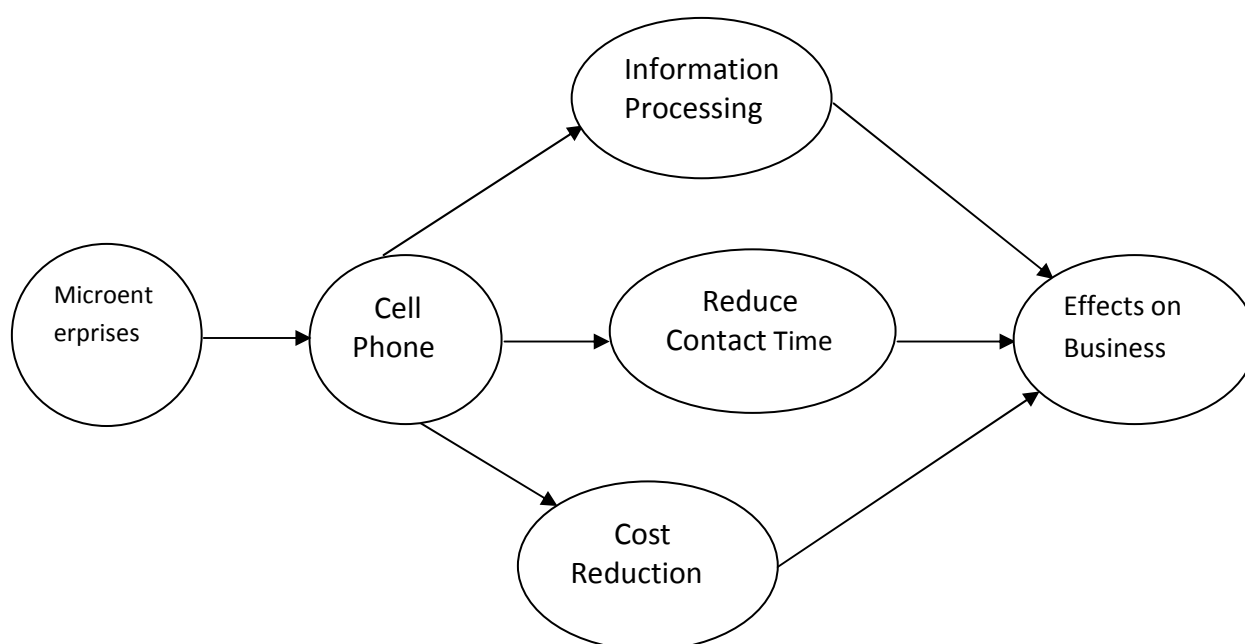 Information
Processing
Microent
erprises
Cell
Phone
Reduce
Contact Time
Effects on
Business
Cost
Reduction